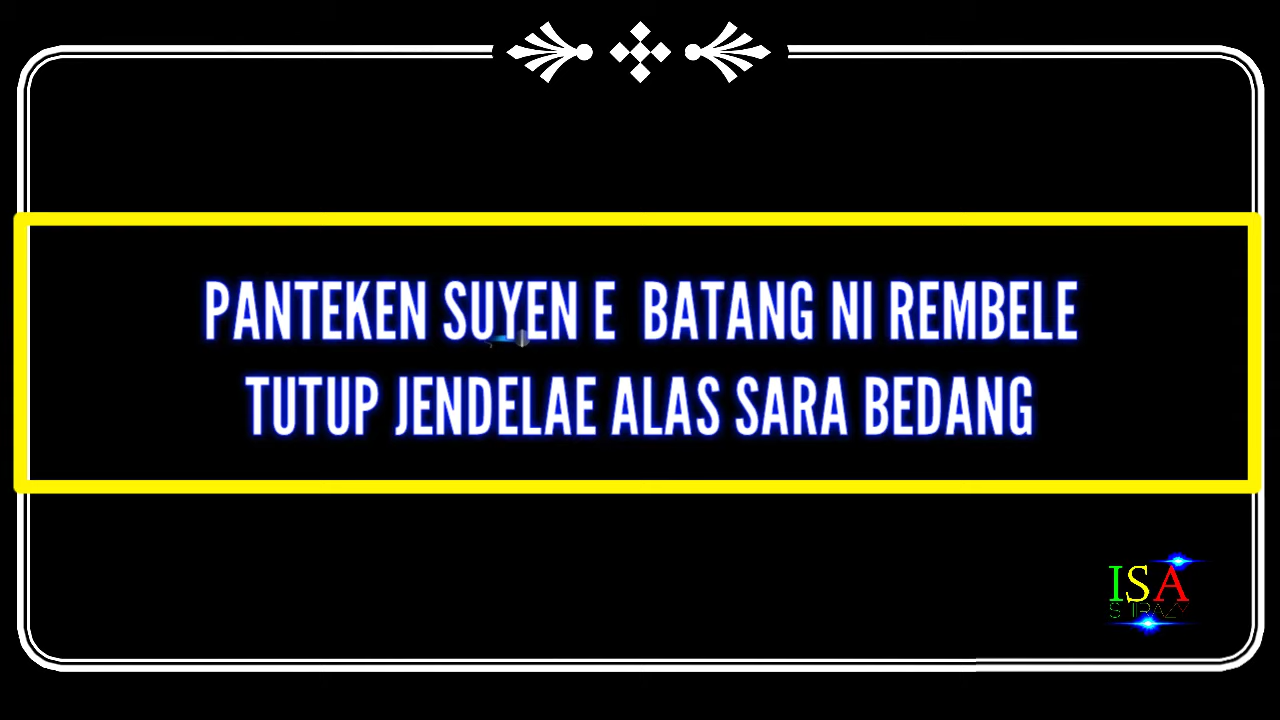 PANTEKEN SUYEN E BATANG NI REMBELE
TUTUP JENDELAE ALAS SARA BEDANG
ISA